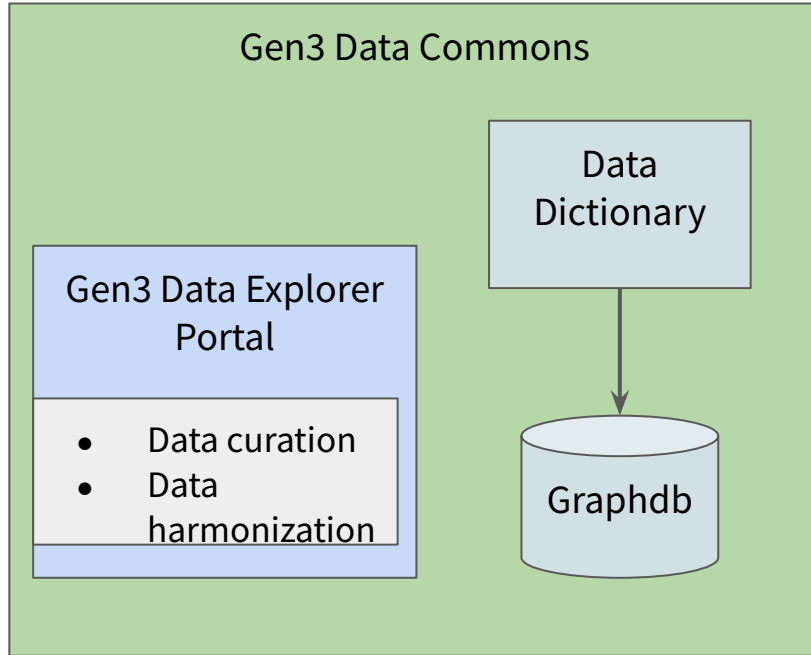 Gen3 Data Commons
Data
Dictionary
Gen3 Data Explorer
Portal
● Data curation
● Data
harmonization
Graphdb